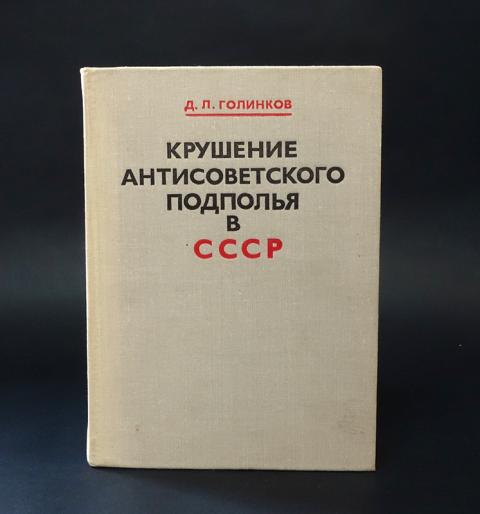 Д. Л. ГОЛИНКОВ
КРУШЕНИЕ
АНТИСОВЕТСКОГО
ПОДПОЛЬЯ
В
СССР